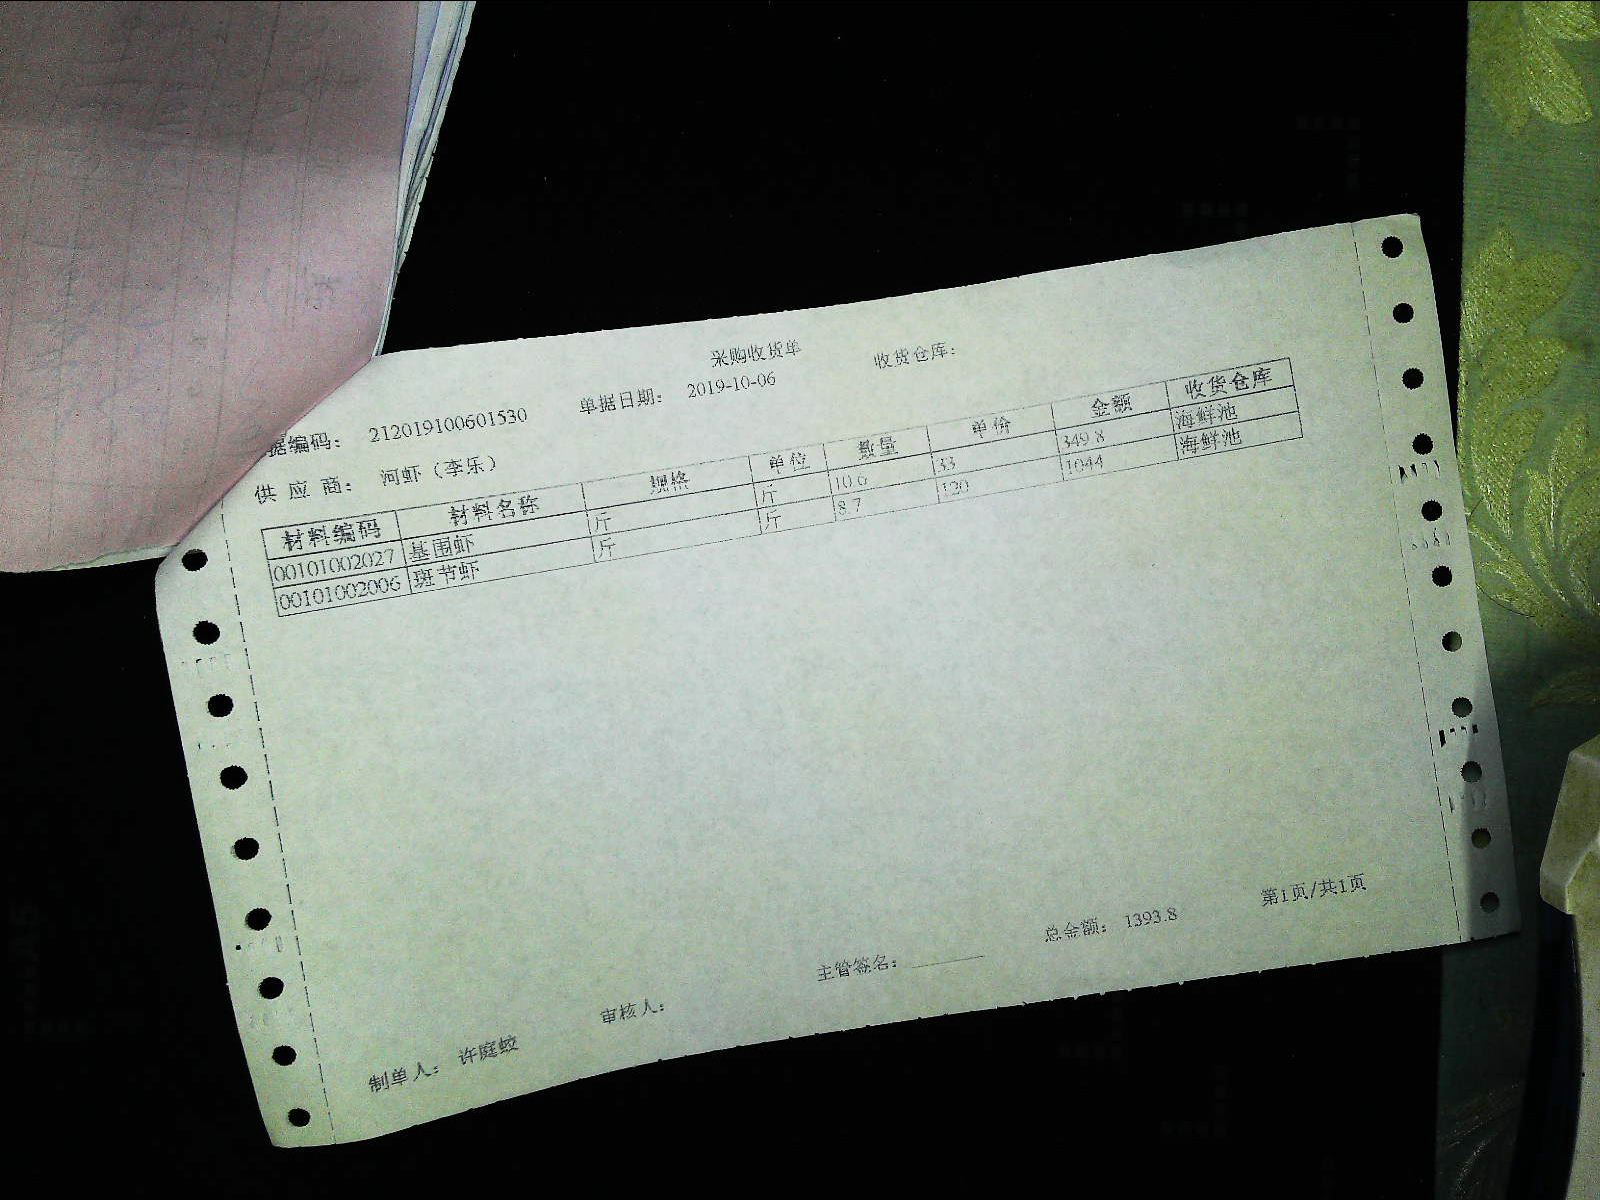 采购收货单
据编码： 212019100601530 单据日期： 2019-10-06 收货仓库：
供 应 商： 河虾（李乐）
材料编码 材料名称 规格 单位 数量 单价 金额 收货仓库
00101002027 基围虾 斤 斤 10.6 33 349.8 海鲜池
00101002006 斑节虾 斤 斤 8.7 120 1044 海鲜池
制单人： 许庭蛟 审核人： 主管签名： 总金额： 1393.8 第1页/共1页